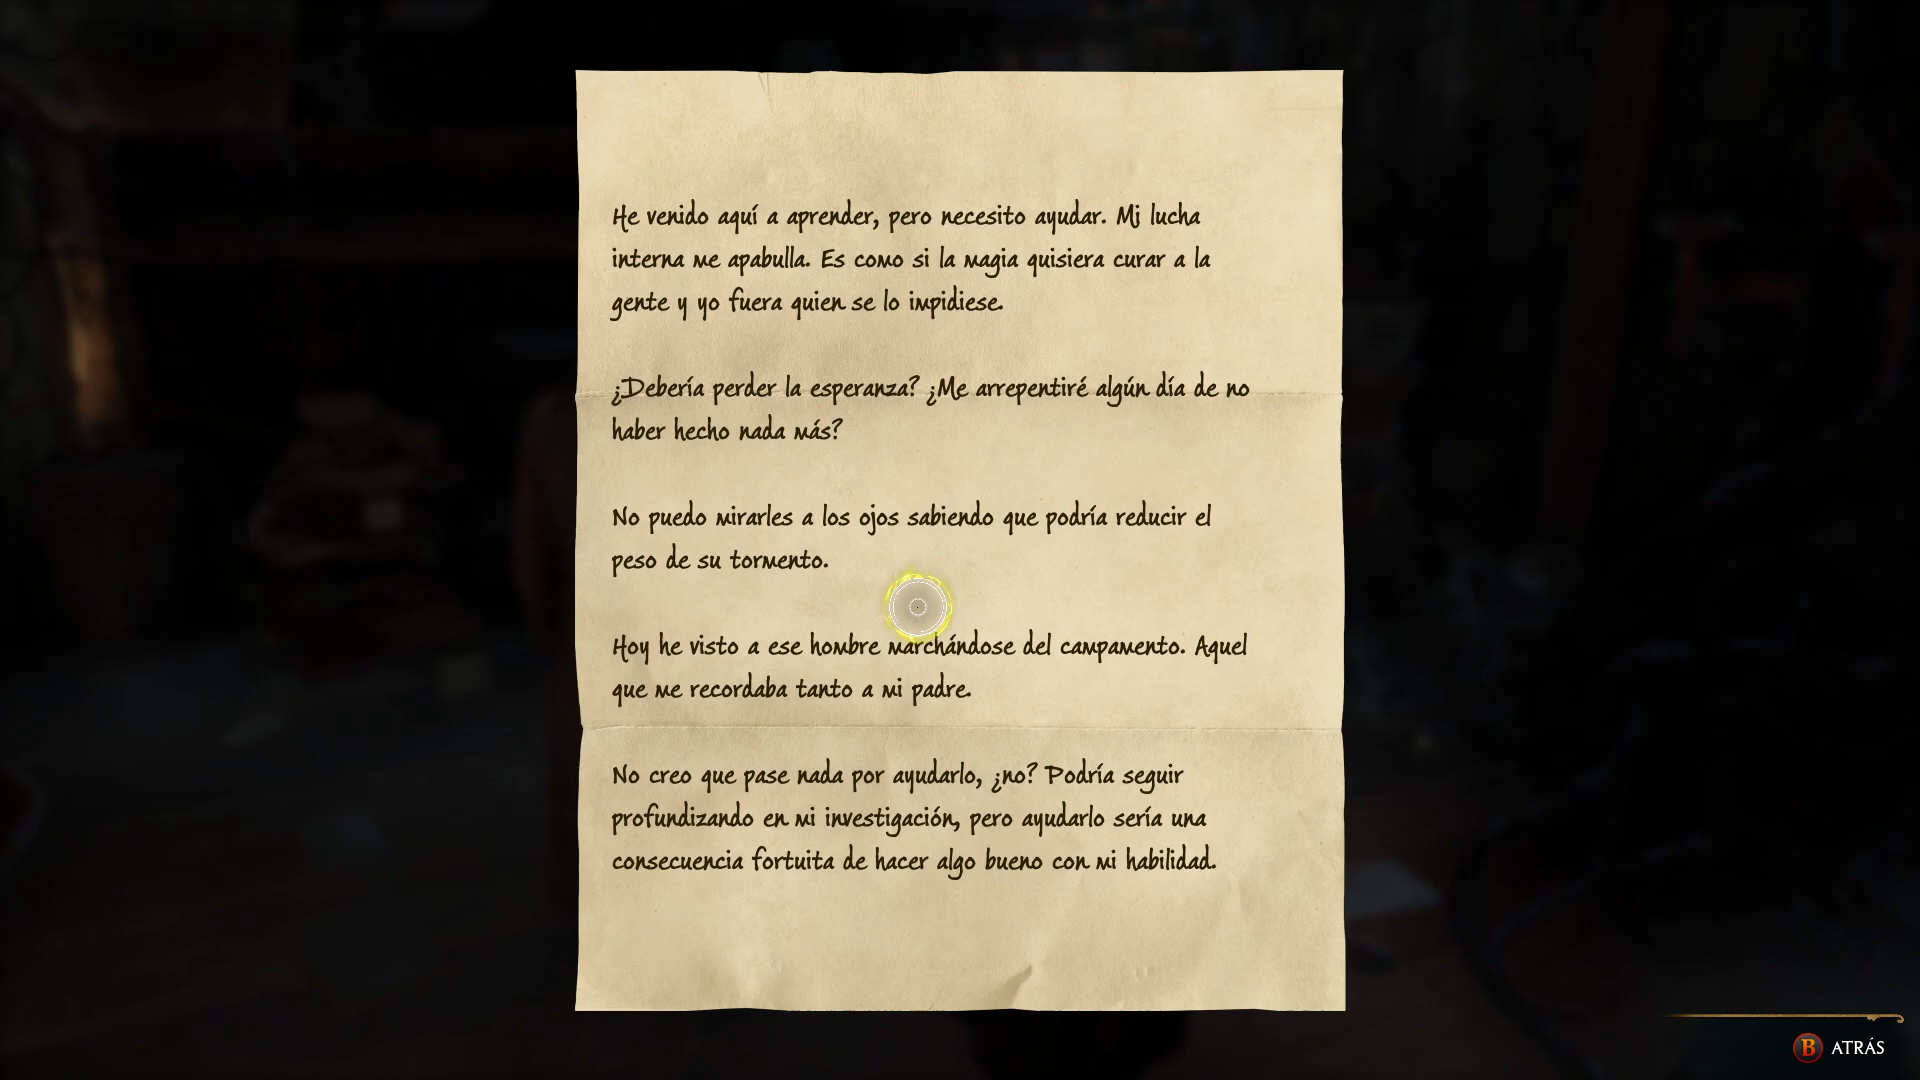 He venido aquí a aprender, pero necesito ayudar. Mi lucha
interna me apabulla. Es como si la magia quisiera curar a la
gente y yo fuera quien se lo impidiese.
¿Debería perder la esperanza? ¿Me arrepentiré algún día de no
haber hecho nada más?
No puedo mirarles a los ojos sabiendo que podría reducir el
peso de su tormento.
Hoy he visto a ese hombre marchándose del campamento. Aquel
que me recordaba tanto a mi padre.
No creo que pase nada por ayudarlo, ¿no? Podría seguir
profundizando en mi investigación, pero ayudarlo sería una
consecuencia fortuita de hacer algo bueno con mi habilidad.
B ATRÁS